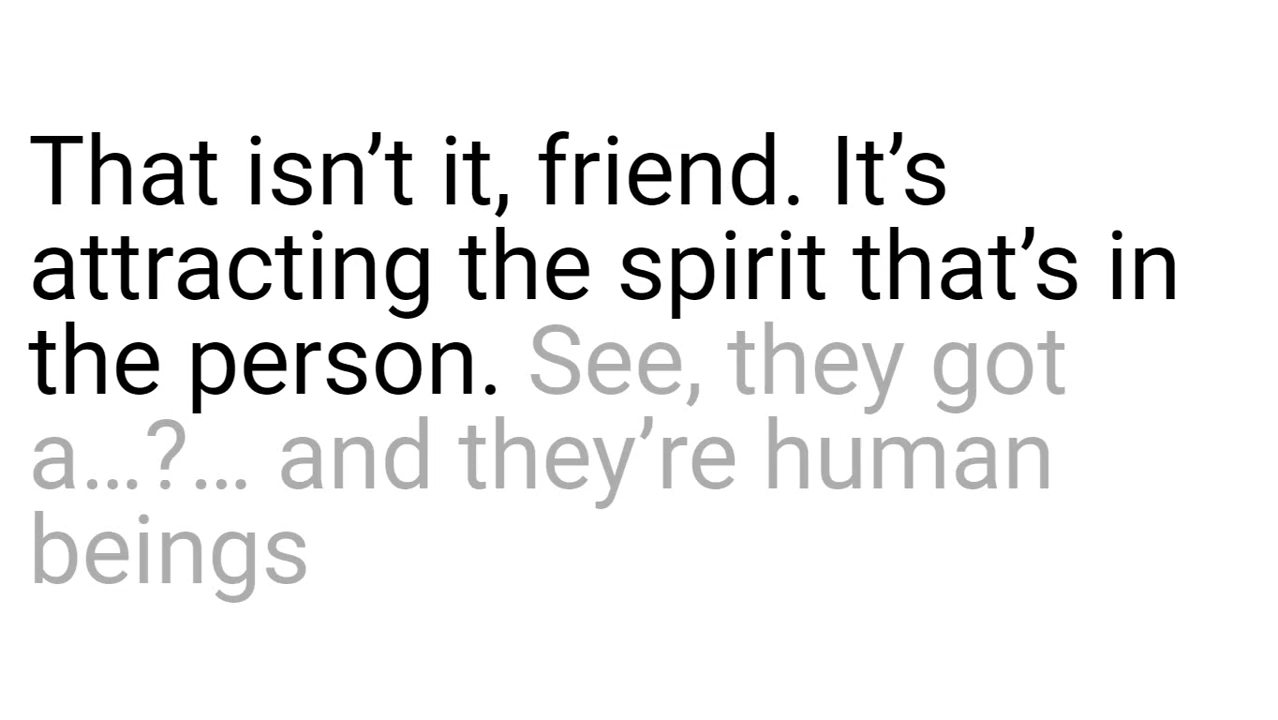 That isn’t it, friend. It’s
attracting the spirit that’s in
the person. See, they got
a…?… and they’re human
beings